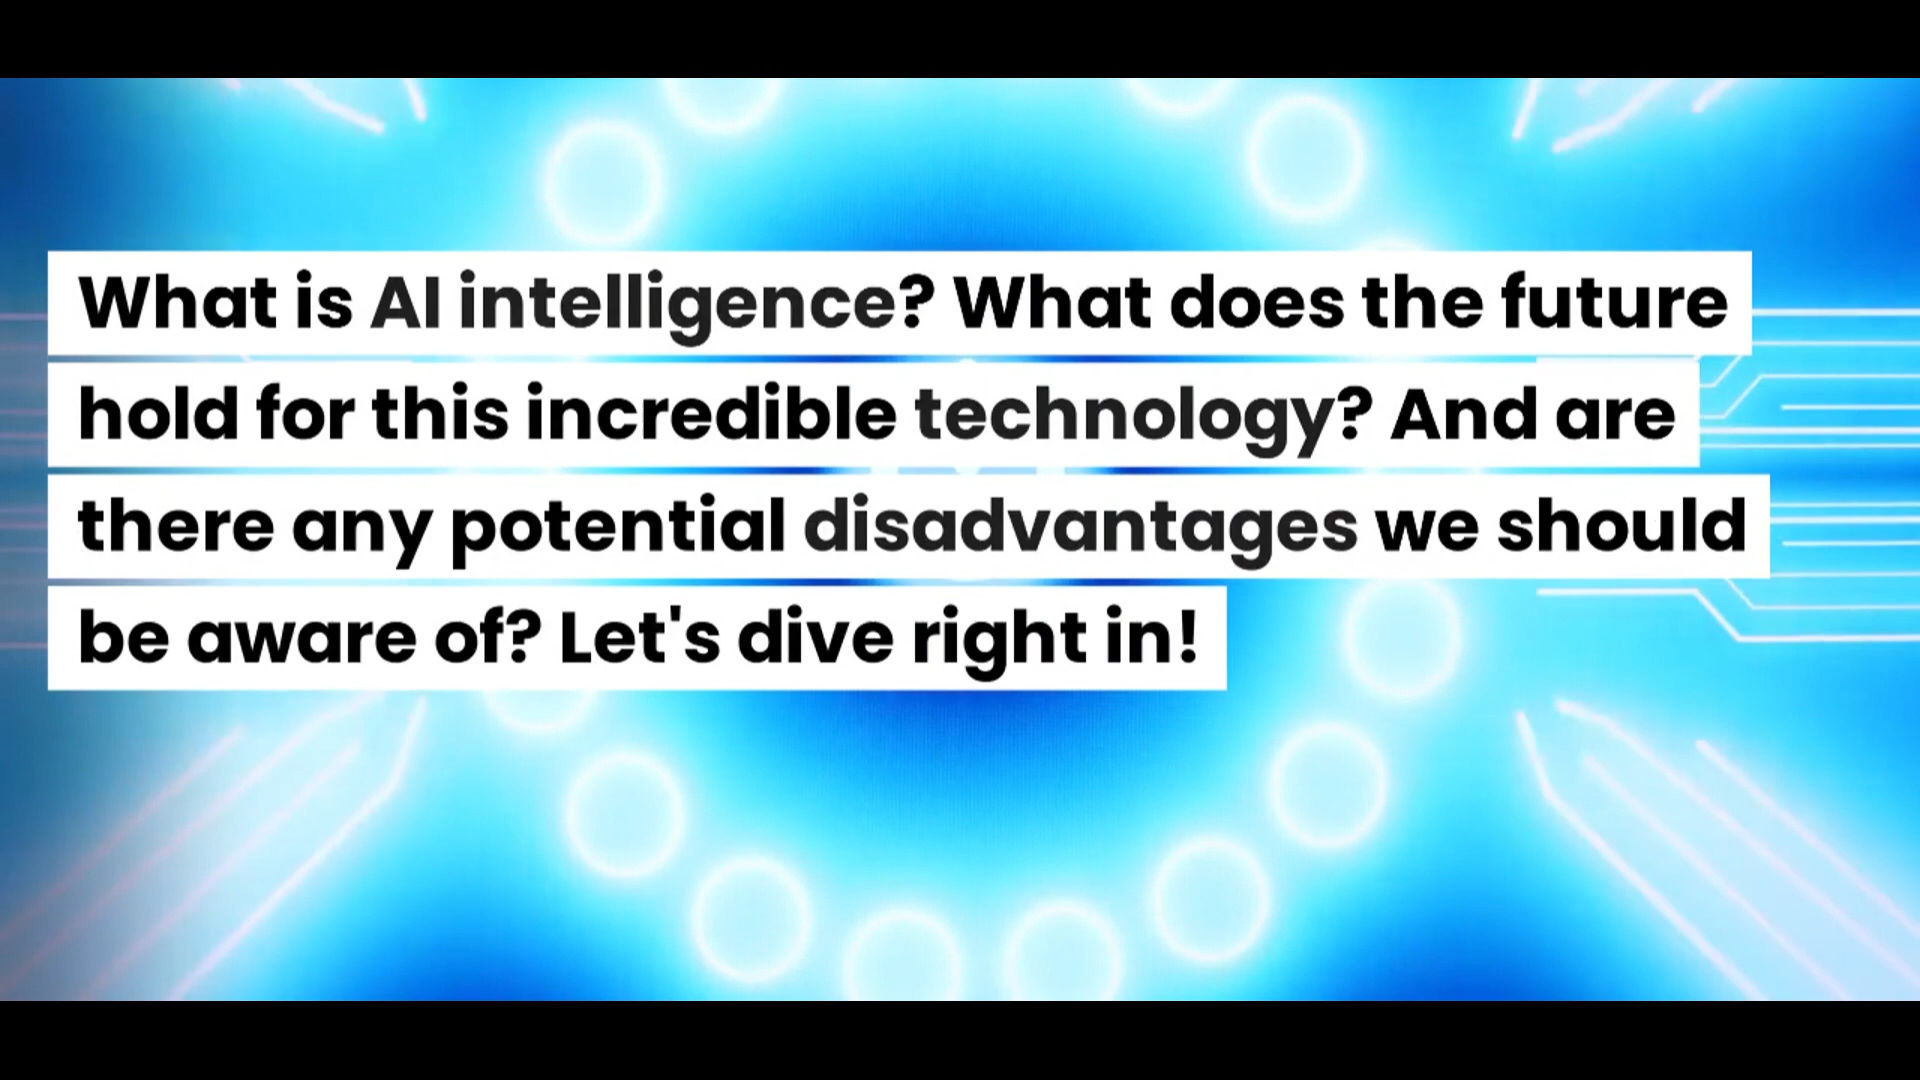 What is AI intelligence? What does the future
hold for this incredible technology? And are
there any potential disadvantages we should
be aware of? Let's dive right in!